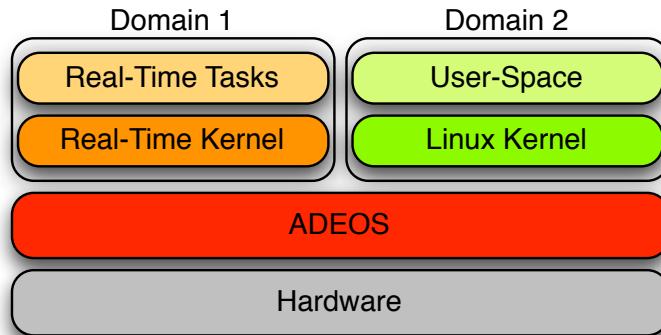 Domain 1
Domain 2
Real-Time Tasks
User-Space
Real-Time Kernel
Linux Kernel
ADEOS
Hardware